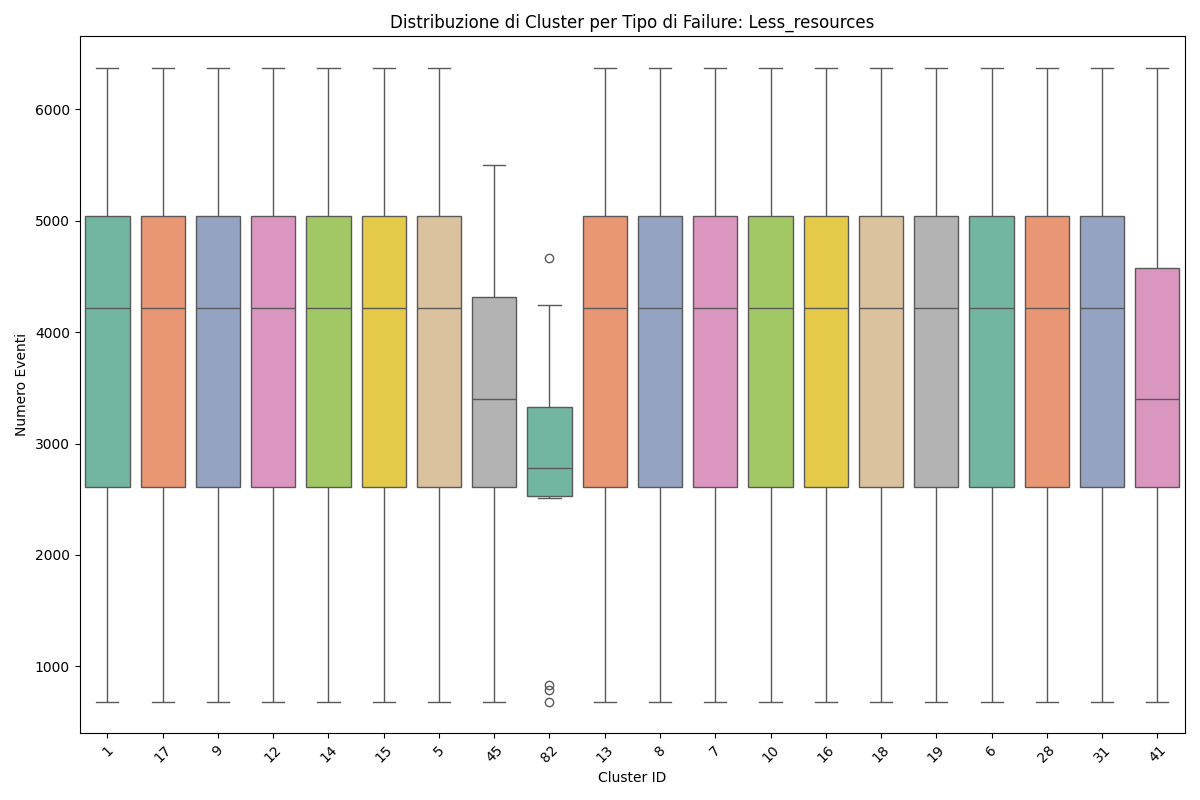 Distribuzione di Cluster per Tipo di Failure: Less_resources
6000
5000
4000
3000
2000
1000
Numero Eventi
1 17 9 12 14 15 5 45 82 13 8 7 10 16 18 19 6 28 31 41
Cluster ID